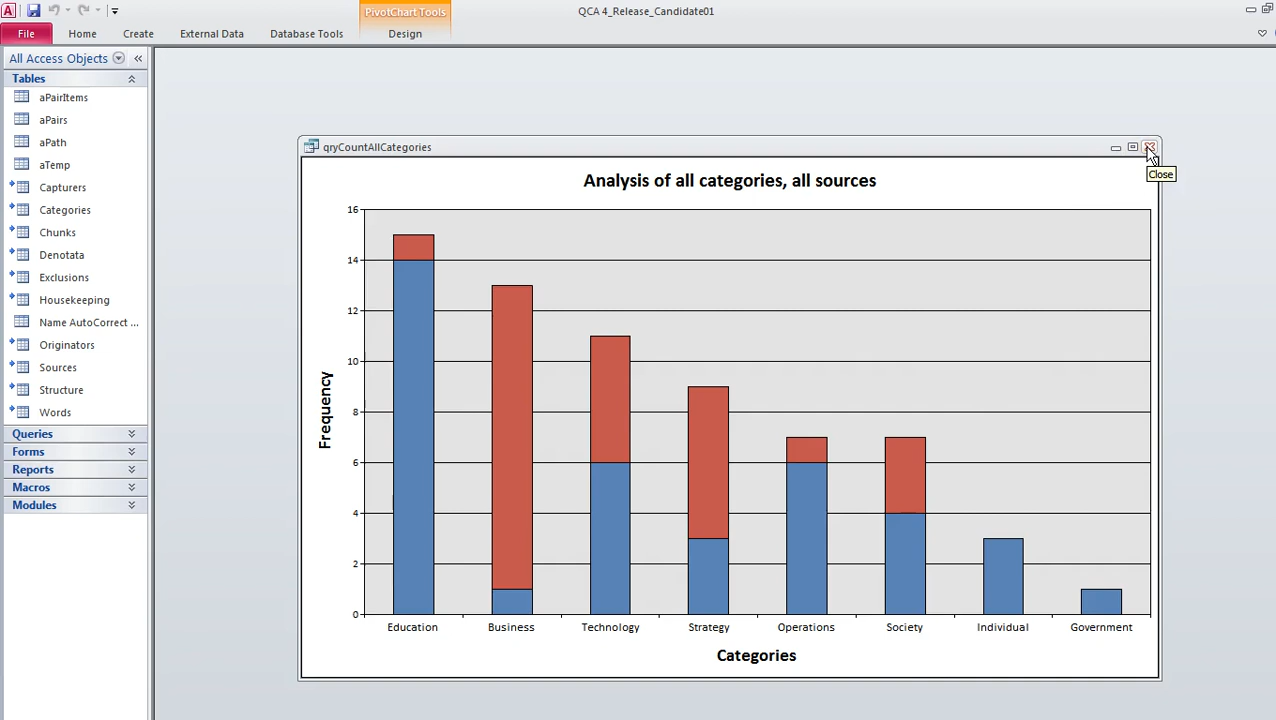 QCA 4_Release_Candidate01
PivotChart Tools
File Home Create External Data Database Tools Design
All Access Objects
Tables
aPairItems
aPairs
aPath
aTemp
Capturers
Categories
Chunks
Denotata
Exclusions
Housekeeping
Name AutoCorrect ...
Originators
Sources
Structure
Words
Queries
Forms
Reports
Macros
Modules
qryCountAllCategories
Close
Analysis of all categories, all sources
16
14
12
10
8
6
4
2
0
Frequency
Education Business Technology Strategy Operations Society Individual Government
Categories